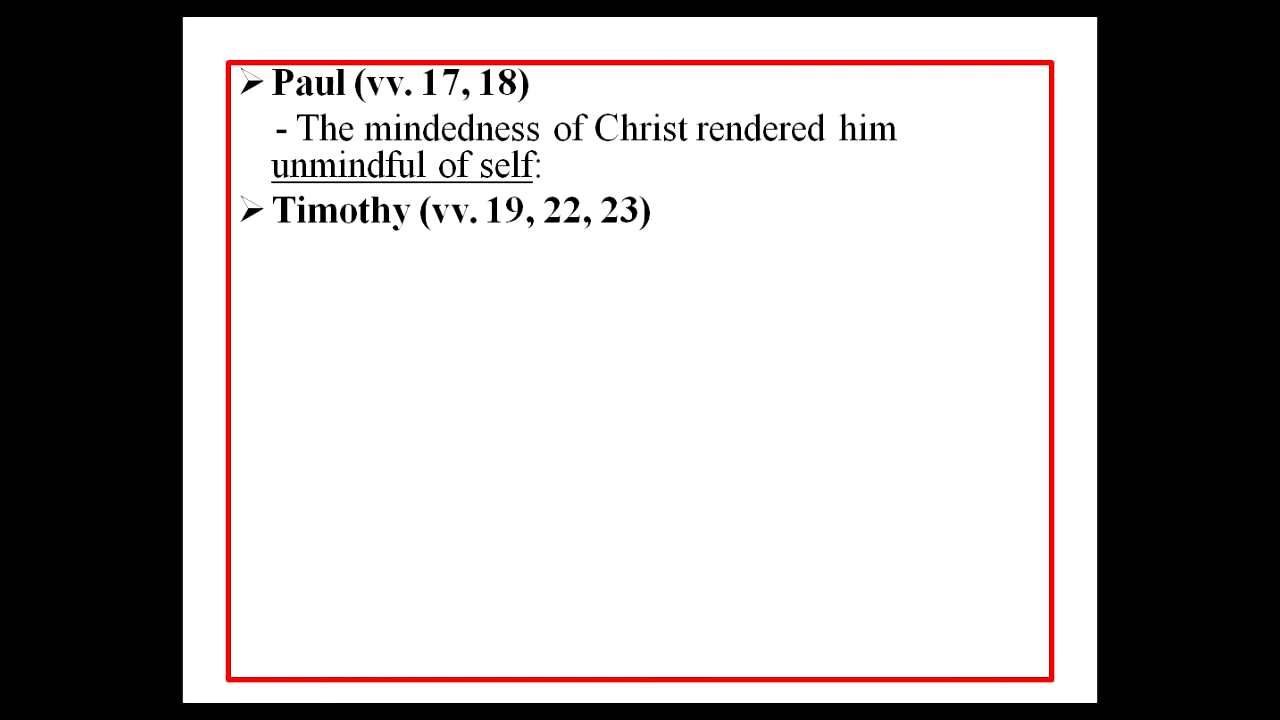 ➢ Paul (vv. 17, 18)
- The mindedness of Christ rendered him
unmindful of self:
➢ Timothy (vv. 19, 22, 23)